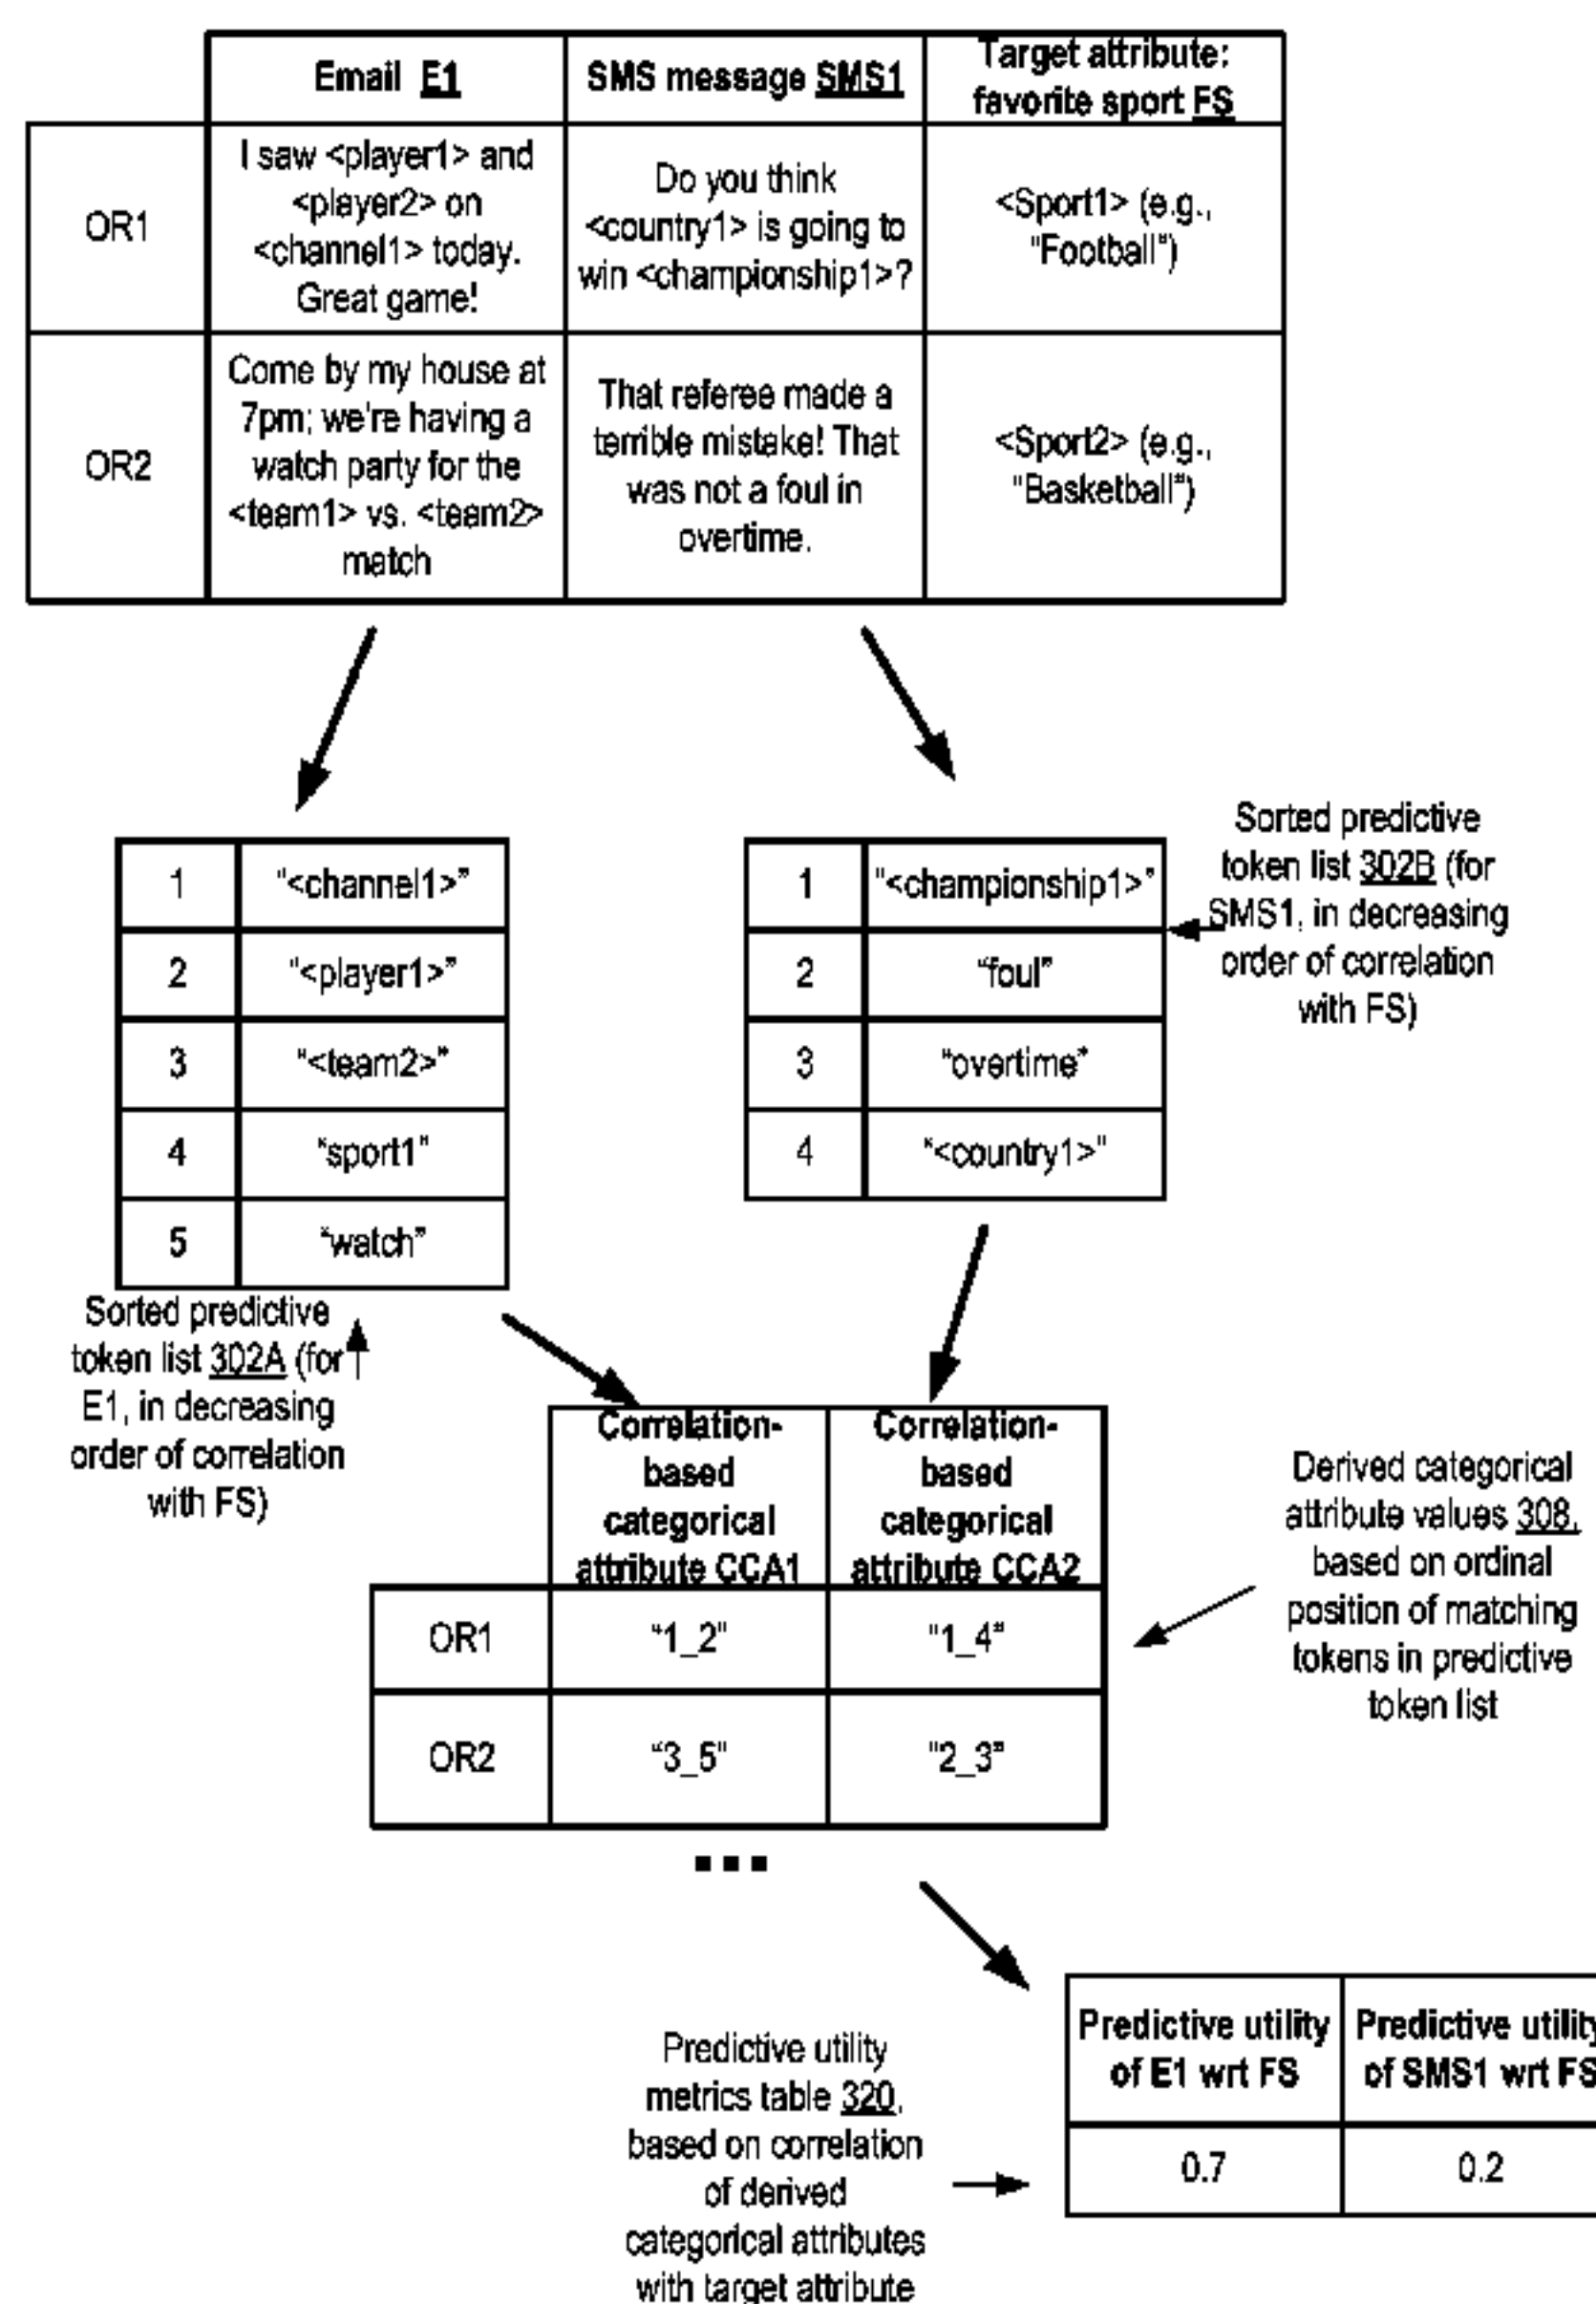 Email E1
SMS message SMS1
Target attribute:
favorite sport FS
OR1
I saw <player1> and
<player2> on
<channel1> today.
Great game!
Do you think
<country1> is going to
win <championship1>?
<Sport1> (e.g.,
"Football")
OR2
Come by my house at
7pm; we're having a
watch party for the
<team1> vs. <team2>
match
That referee made a
terrible mistake! That
was not a foul in
overtime.
<Sport2> (e.g.,
"Basketball")
1 "<channel1>"
2 "<player1>"
3 "<team2>"
4 "sport1"
5 "watch"
Sorted predictive
token list 302A (for
E1, in decreasing
order of correlation
with FS)
1 "<championship1>"
2 "foul"
3 "overtime"
4 "<country1>"
Sorted predictive
token list 302B (for
SMS1, in decreasing
order of correlation
with FS)
Correlation-
based
categorical
attribute CCA1
Correlation-
based
categorical
attribute CCA2
OR1 "1_2" "1_4"
OR2 "3_5" "2_3"
Derived categorical
attribute values 308,
based on ordinal
position of matching
tokens in predictive
token list
...
Predictive utility
metrics table 320,
based on correlation
of derived
categorical attributes
with target attribute
Predictive utility
of E1 wrt FS
Predictive utility
of SMS1 wrt FS
0.7 0.2